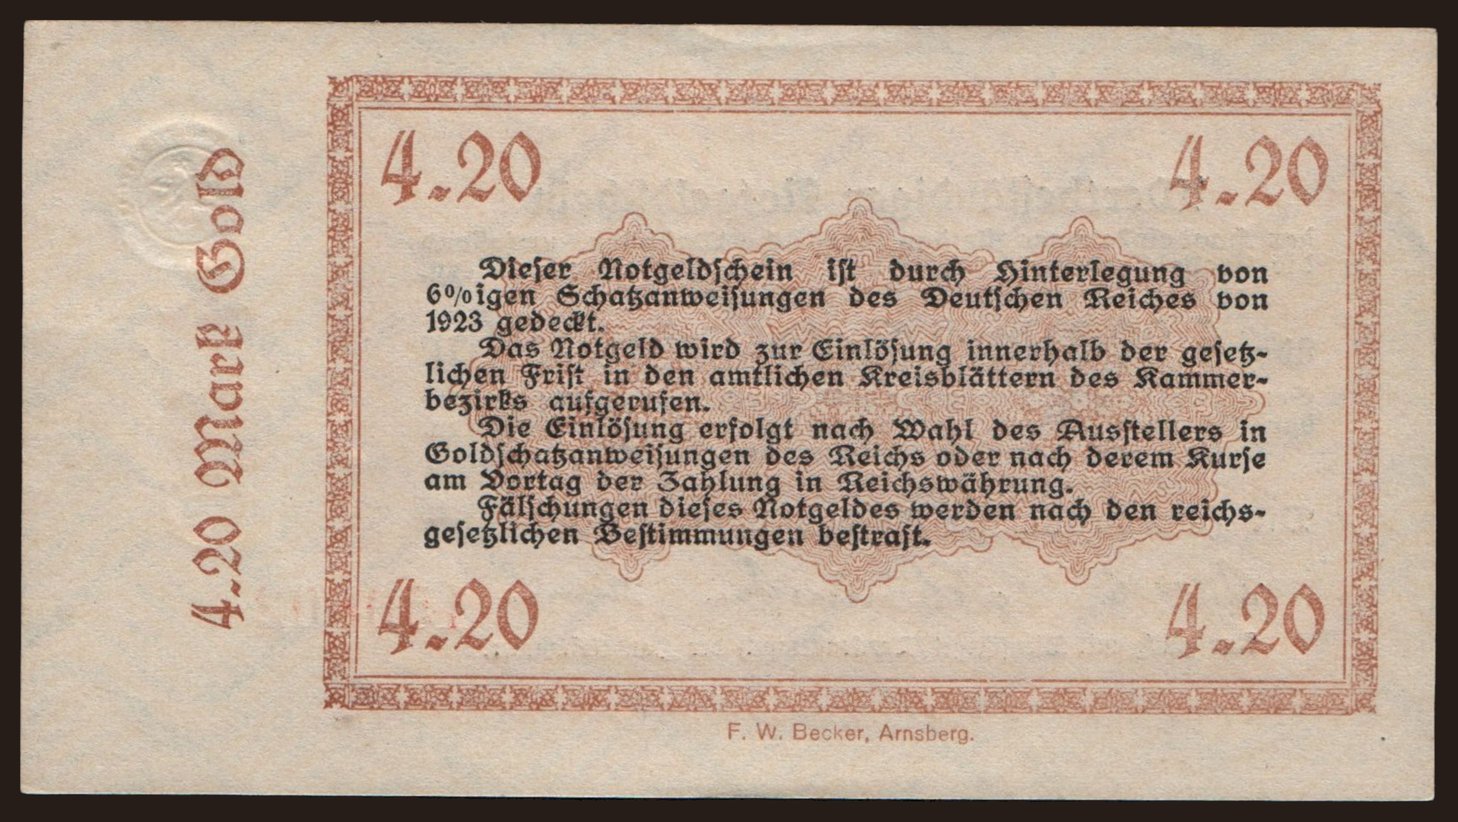 4.20 Mark Gold
4.20 4.20
Dieser Notgeldschein ist durch Hinterlegung von
6%igen Schatzanweisungen des Deutschen Reiches von
1923 gedeckt.
Das Notgeld wird zur Einlösung innerhalb der gesetz-
lichen Frist in den amtlichen Kreisblättern des Kammer-
bezirks aufgerufen.
Die Einlösung erfolgt nach Wahl des Ausstellers in
Goldschatzanweisungen des Reichs oder nach derem Kurse
am Vortag der Zahlung in Reichswährung.
Fälschungen dieses Notgeldes werden nach den reichs-
gesetzlichen Bestimmungen bestraft.
4.20 4.20
F. W. Becker, Arnsberg.